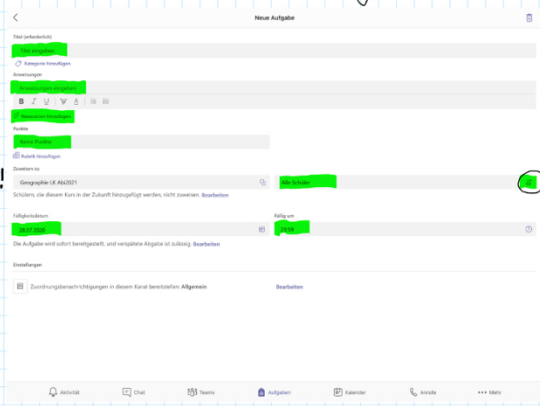 Neue Aufgabe
Titel (erforderlich)
Titel eingeben
Kategorie hinzufügen
Anweisungen
Anweisungen eingeben
B I U A
Ressourcen hinzufügen
Punkte
Keine Punkte
Rubrik hinzufügen
Zuweisen zu
Geographie LK Abi2021 Alle Schüler
Schülern, die diesem Kurs in der Zukunft hinzugefügt werden, nicht zuweisen. Bearbeiten
Fälligkeitsdatum Fällig um
28.07.2020 23:59
Die Aufgabe wird sofort bereitgestellt, und verspätete Abgabe ist zulässig. Bearbeiten
Einstellungen
Zuordnungsbenachrichtigungen in diesem Kanal bereitstellen: Allgemein Bearbeiten
Aktivität Chat Teams Aufgaben Kalender Anrufe Mehr